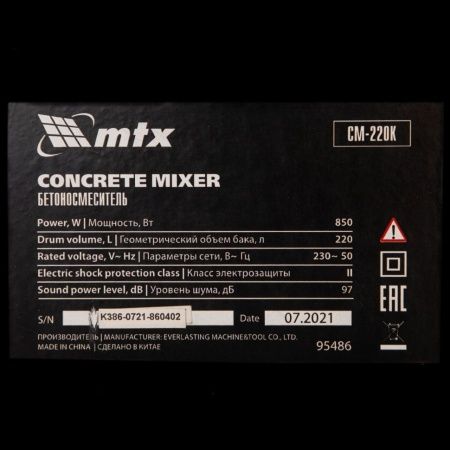 mtx
CM-220K
CONCRETE MIXER
БЕТОНОСМЕСИТЕЛЬ
Power, W | Мощность, Вт 850
Drum volume, L | Геометрический объем бака, л 220
Rated voltage, V~ Hz | Параметры сети, В~ Гц 230~ 50
Electric shock protection class | Класс электрозащиты II
Sound power level, dB | Уровень шума, дБ 97
S/N K386-0721-860402 Date 07.2021
ПРОИЗВОДИТЕЛЬ | MANUFACTURER: EVERLASTING MACHINE&TOOL CO., LTD.
MADE IN CHINA | СДЕЛАНО В КИТАЕ 95486
EAC